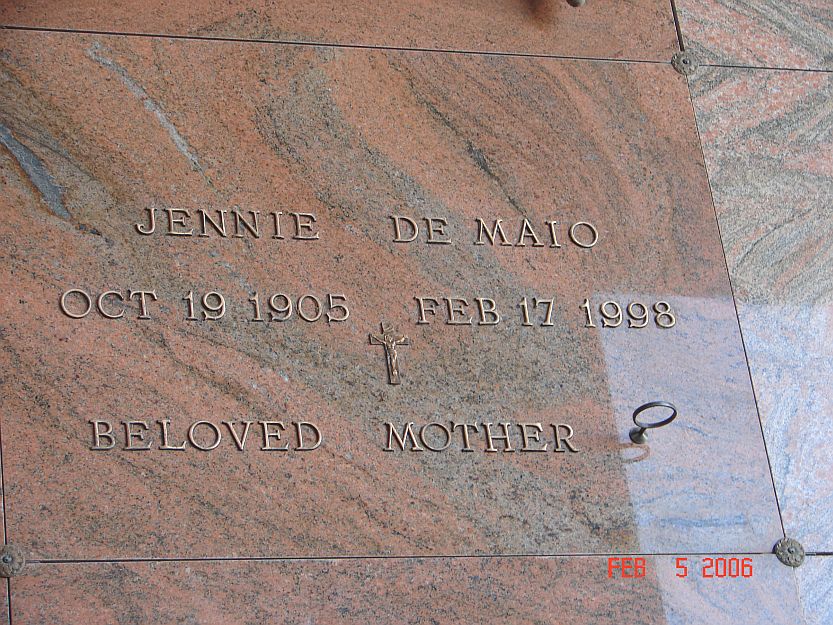 JENNIE DE MAIO
OCT 19 1905 FEB 17 1998
BELOVED MOTHER
FEB 5 2006